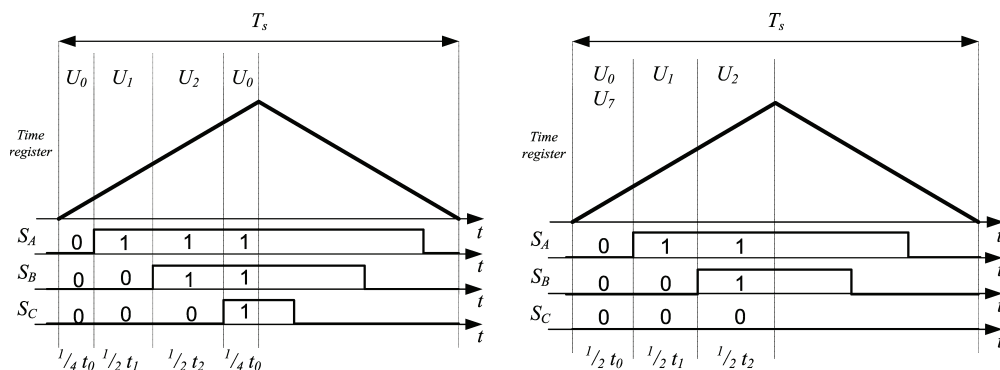 T_s
U_0 U_1 U_2 U_0
Time
register
t
S_A 0 1 1 1
t
S_B 0 0 1 1
t
S_C 0 0 0 1
t
1/4 t_0 1/2 t_1 1/2 t_2 1/4 t_0
T_s
U_0 U_1 U_2
U_7
Time
register
t
S_A 0 1 1
t
S_B 0 0 1
t
S_C 0 0 0
t
1/2 t_0 1/2 t_1 1/2 t_2